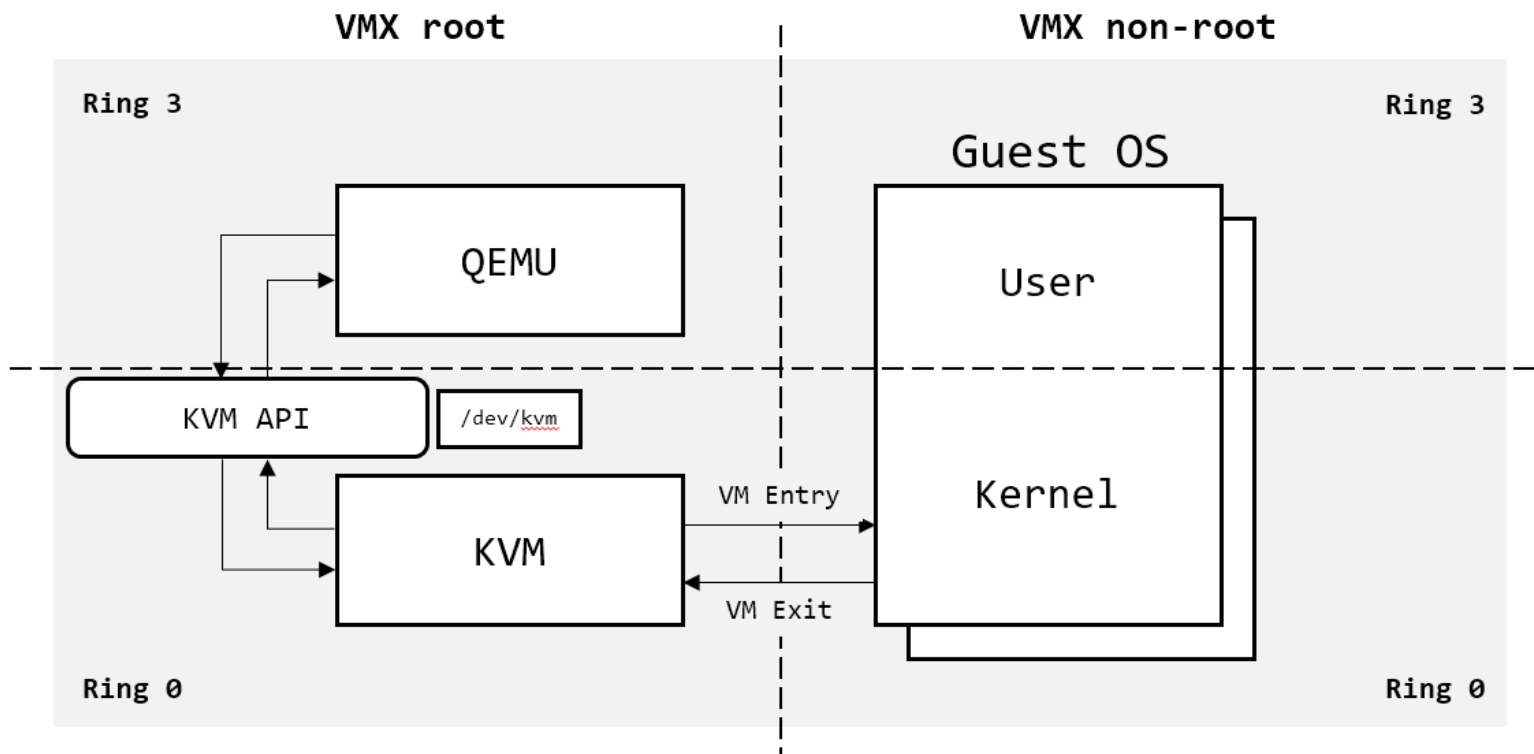 VMX root
VMX non-root
Ring 3
Ring 3
Guest OS
QEMU
User
KVM API
/dev/kvm
VM Entry
Kernel
KVM
VM Exit
Ring 0
Ring 0